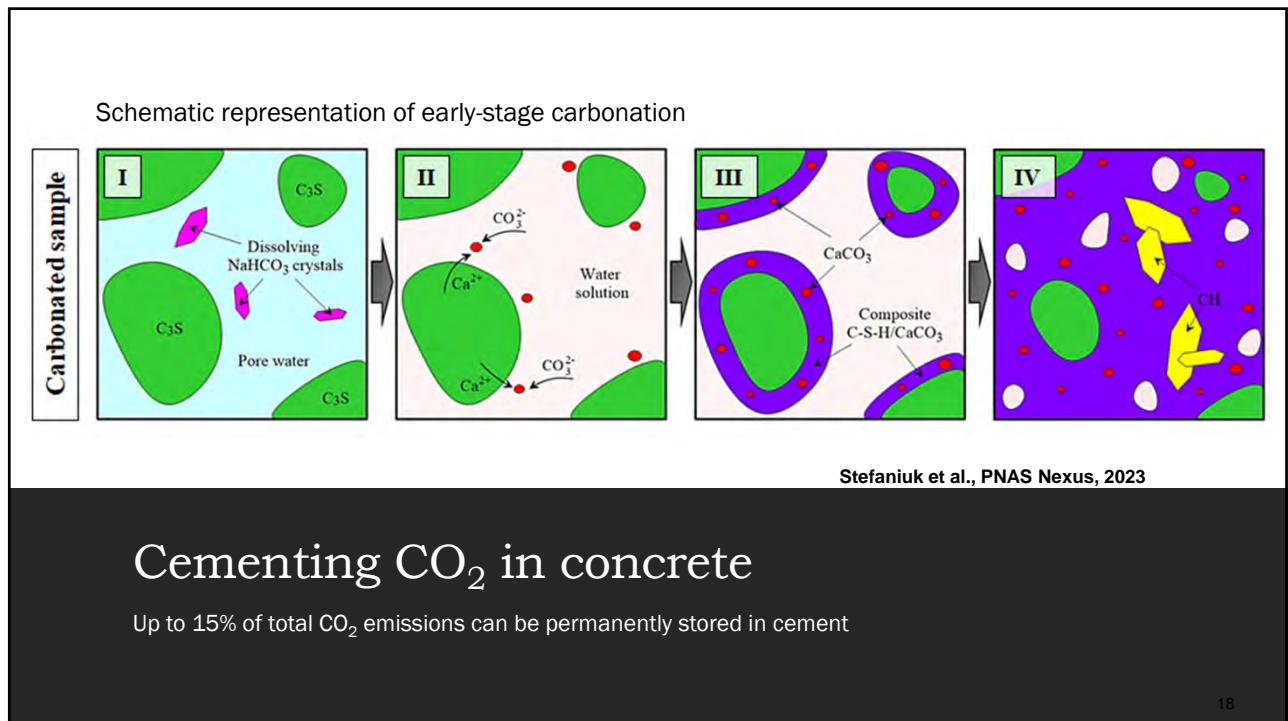 Schematic representation of early-stage carbonation
Carbonated sample
I
C₃S
Dissolving
NaHCO₃ crystals
C₃S
Pore water
C₃S
II
CO₃²⁻
Ca²⁺
Water
solution
CO₃²⁻
Ca²⁺
III
CaCO₃
Composite
C-S-H/CaCO₃
IV
CH
Stefaniuk et al., PNAS Nexus, 2023
Cementing CO₂ in concrete
Up to 15% of total CO₂ emissions can be permanently stored in cement
18